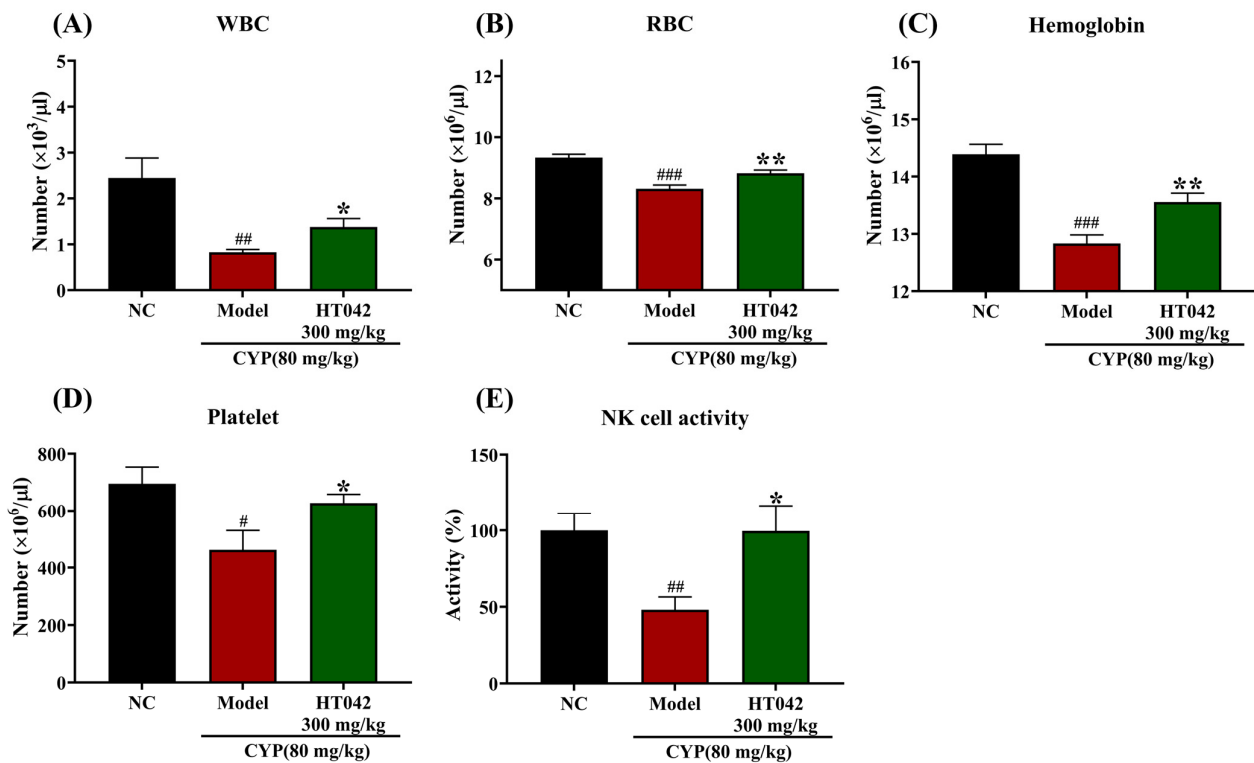 (A)
WBC
Number (×10³/μl)
5
4
3
2
1
0
##
*
NC
Model
HT042
300 mg/kg
CYP(80 mg/kg)
(B)
RBC
Number (×10⁶/μl)
12
10
8
6
###
**
NC
Model
HT042
300 mg/kg
CYP(80 mg/kg)
(C)
Hemoglobin
Number (×10⁶/μl)
16
15
14
13
12
###
**
NC
Model
HT042
300 mg/kg
CYP(80 mg/kg)
(D)
Platelet
Number (×10⁶/μl)
800
600
400
200
0
#
*
NC
Model
HT042
300 mg/kg
CYP(80 mg/kg)
(E)
NK cell activity
Activity (%)
150
100
50
0
##
*
NC
Model
HT042
300 mg/kg
CYP(80 mg/kg)